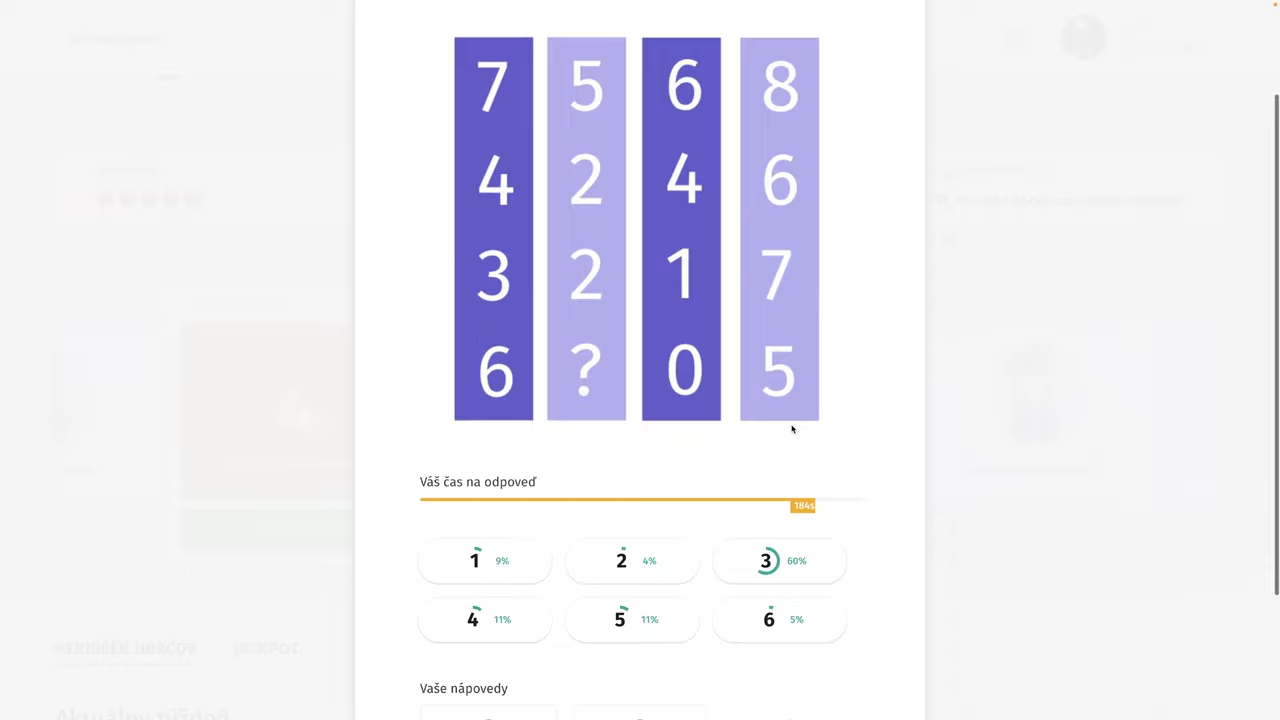 7 5 6 8
4 2 4 6
3 2 1 7
6 ? 0 5
Váš čas na odpoveď
184s
1 9% 2 4% 3 60%
4 11% 5 11% 6 5%
Vaše nápovedy